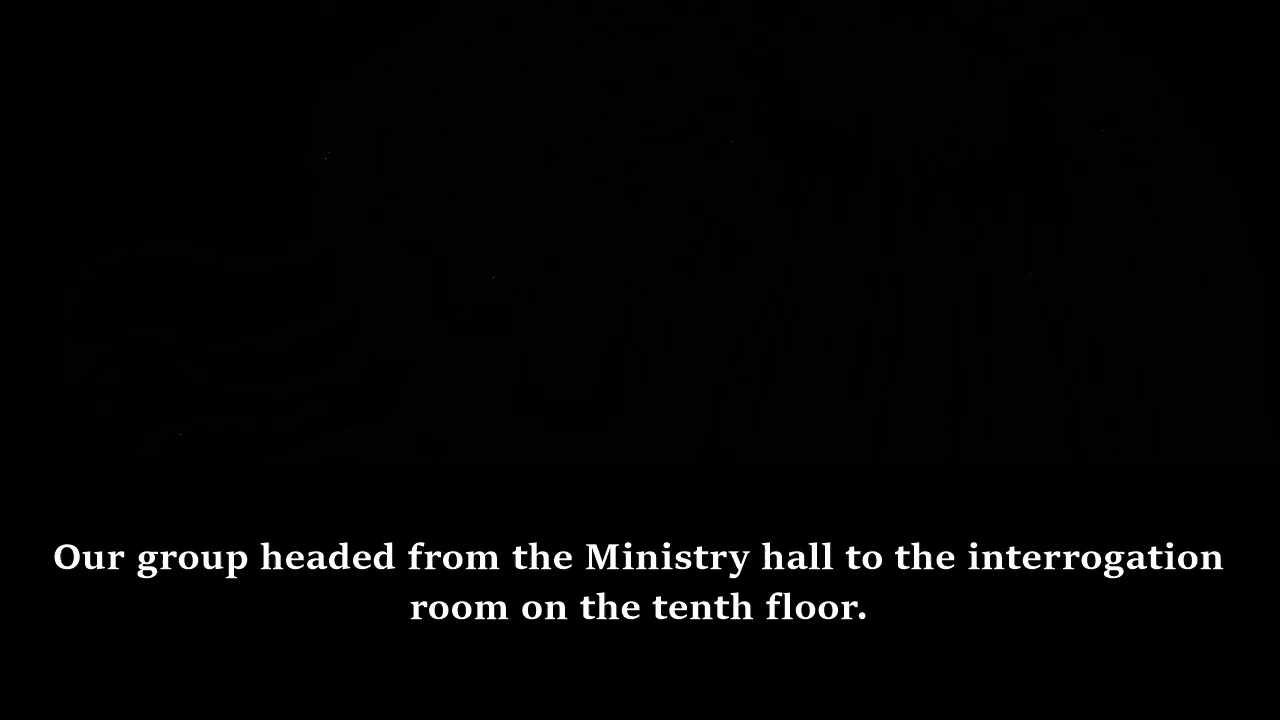 Our group headed from the Ministry hall to the interrogation
room on the tenth floor.